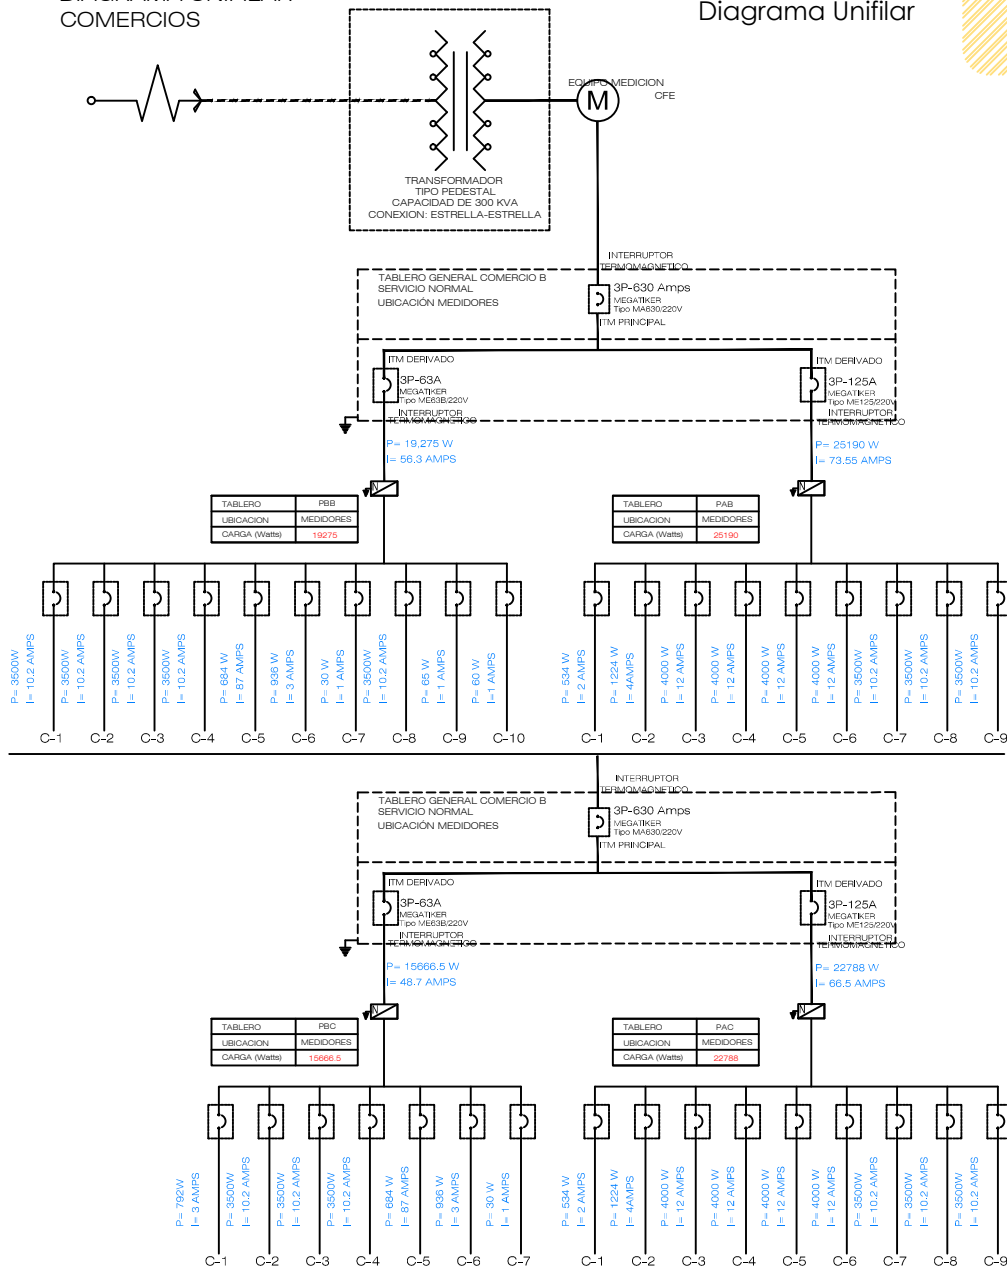 COMERCIOS
Diagrama Unifilar
EQUIPO MEDICION
CFE
M
TRANSFORMADOR
TIPO PEDESTAL
CAPACIDAD DE 300 KVA
CONEXION: ESTRELLA-ESTRELLA
INTERRUPTOR
TERMOMAGNETICO
TABLERO GENERAL COMERCIO B
SERVICIO NORMAL
UBICACIÓN MEDIDORES
3P-630 Amps
MEGATIKER
Tipo MA630/220V
ITM PRINCIPAL
ITM DERIVADO
3P-63A
MEGATIKER
Tipo ME63B/220V
INTERRUPTOR
TERMOMAGNETICO
ITM DERIVADO
3P-125A
MEGATIKER
Tipo ME125/220V
INTERRUPTOR
TERMOMAGNETICO
P= 19,275 W
I= 56.3 AMPS
P= 25190 W
I= 73.55 AMPS
N
N
TABLERO PBB
UBICACION MEDIDORES
CARGA (Watts) 19275
TABLERO PAB
UBICACION MEDIDORES
CARGA (Watts) 25190
P= 3500W
I= 10.2 AMPS
P= 3500W
I= 10.2 AMPS
P= 3500W
I= 10.2 AMPS
P= 3500W
I= 10.2 AMPS
P= 684 W
I= 87 AMPS
P= 936 W
I= 3 AMPS
P= 30 W
I= 1 AMPS
P= 3500W
I= 10.2 AMPS
P= 65 W
I= 1 AMPS
P= 60 W
I= 1 AMPS
P= 534 W
I= 2 AMPS
P= 1224 W
I= 4AMPS
P= 4000 W
I= 12 AMPS
P= 4000 W
I= 12 AMPS
P= 4000 W
I= 12 AMPS
P= 4000 W
I= 12 AMPS
P= 3500W
I= 10.2 AMPS
P= 3500W
I= 10.2 AMPS
P= 3500W
I= 10.2 AMPS
C-1 C-2 C-3 C-4 C-5 C-6 C-7 C-8 C-9 C-10
C-1 C-2 C-3 C-4 C-5 C-6 C-7 C-8 C-9
INTERRUPTOR
TERMOMAGNETICO
TABLERO GENERAL COMERCIO B
SERVICIO NORMAL
UBICACIÓN MEDIDORES
3P-630 Amps
MEGATIKER
Tipo MA630/220V
ITM PRINCIPAL
ITM DERIVADO
3P-63A
MEGATIKER
Tipo ME63B/220V
INTERRUPTOR
TERMOMAGNETICO
ITM DERIVADO
3P-125A
MEGATIKER
Tipo ME125/220V
INTERRUPTOR
TERMOMAGNETICO
P= 15666.5 W
I= 48.7 AMPS
P= 22788 W
I= 66.5 AMPS
N
N
TABLERO PBC
UBICACION MEDIDORES
CARGA (Watts) 15666.5
TABLERO PAC
UBICACION MEDIDORES
CARGA (Watts) 22788
P= 792W
I= 3 AMPS
P= 3500W
I= 10.2 AMPS
P= 3500W
I= 10.2 AMPS
P= 3500W
I= 10.2 AMPS
P= 684 W
I= 87 AMPS
P= 936 W
I= 3 AMPS
P= 30 W
I= 1 AMPS
P= 534 W
I= 2 AMPS
P= 1224 W
I= 4AMPS
P= 4000 W
I= 12 AMPS
P= 4000 W
I= 12 AMPS
P= 4000 W
I= 12 AMPS
P= 3500W
I= 10.2 AMPS
P= 3500W
I= 10.2 AMPS
P= 3500W
I= 10.2 AMPS
C-1 C-2 C-3 C-4 C-5 C-6 C-7
C-1 C-2 C-3 C-4 C-5 C-6 C-7 C-8 C-9